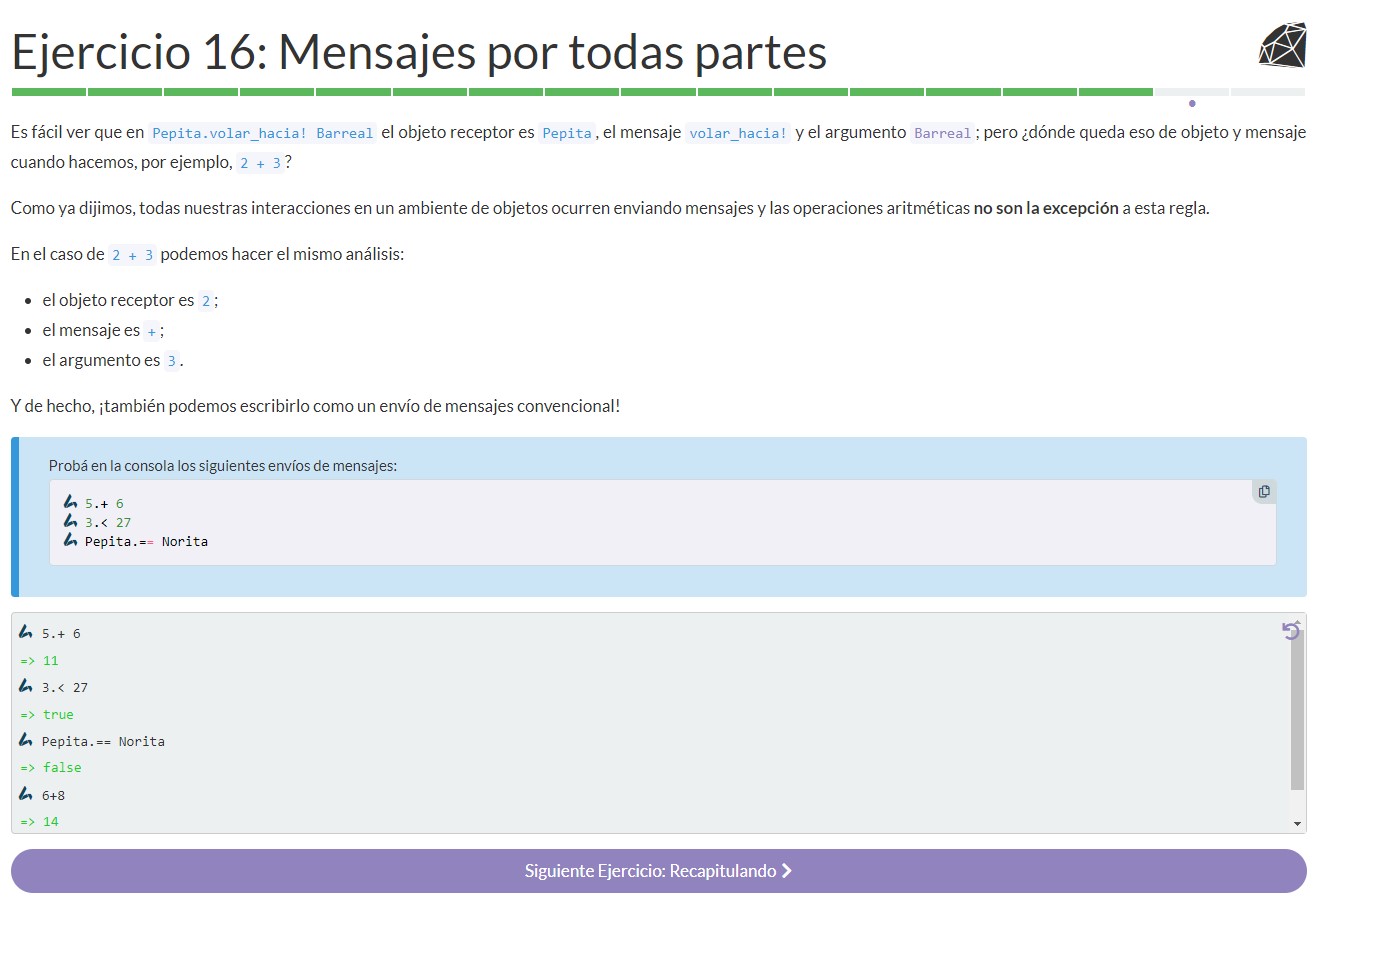 Ejercicio 16: Mensajes por todas partes
Es fácil ver que en Pepita.volar_hacia! Barreal el objeto receptor es Pepita, el mensaje volar_hacia! y el argumento Barreal; pero ¿dónde queda eso de objeto y mensaje
cuando hacemos, por ejemplo, 2 + 3?
Como ya dijimos, todas nuestras interacciones en un ambiente de objetos ocurren enviando mensajes y las operaciones aritméticas no son la excepción a esta regla.
En el caso de 2 + 3 podemos hacer el mismo análisis:
• el objeto receptor es 2;
• el mensaje es +;
• el argumento es 3.
Y de hecho, ¡también podemos escribirlo como un envío de mensajes convencional!
Probá en la consola los siguientes envíos de mensajes:
5.+ 6
3.< 27
Pepita.== Norita
5.+ 6
=> 11
3.< 27
=> true
Pepita.== Norita
=> false
6+8
=> 14
Siguiente Ejercicio: Recapitulando